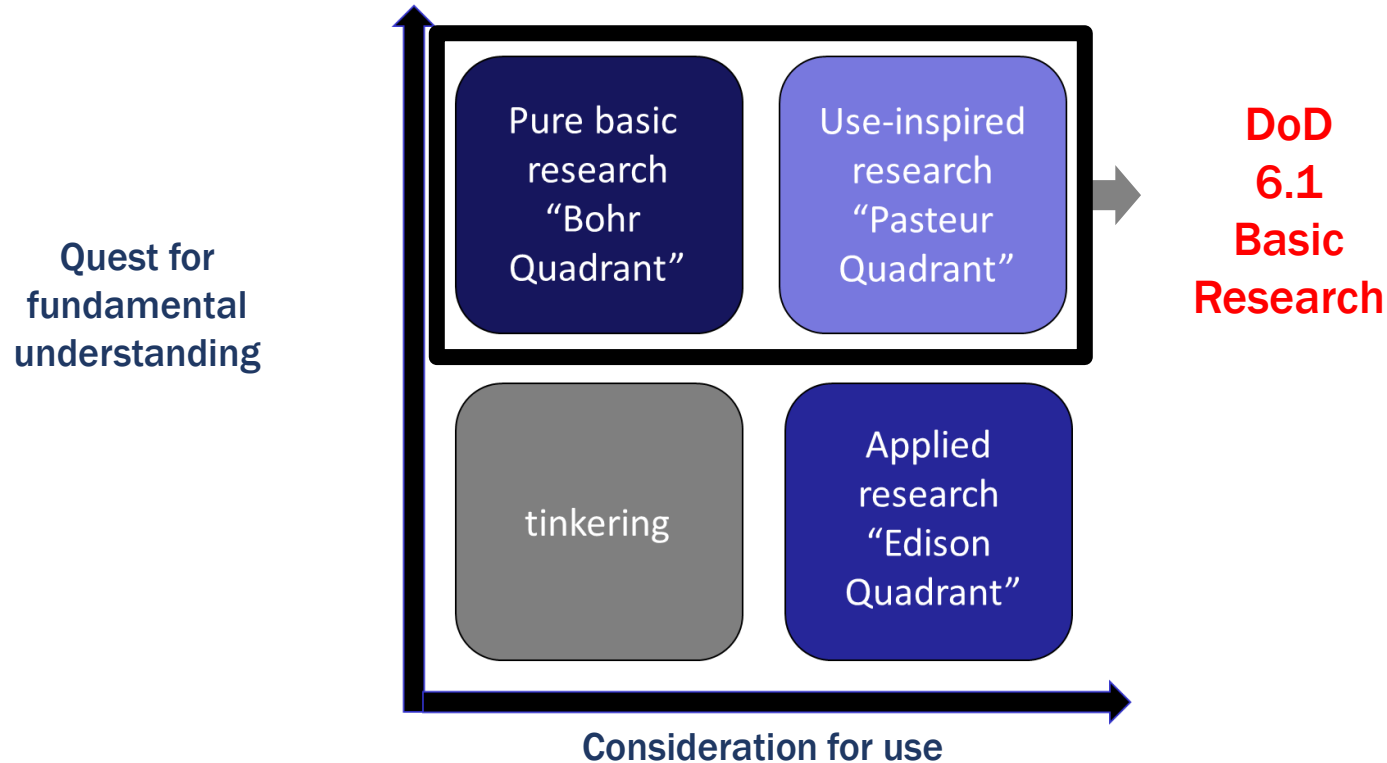 Quest for
fundamental
understanding
Pure basic
research
“Bohr
Quadrant”
Use-inspired
research
“Pasteur
Quadrant”
DoD
6.1
Basic
Research
tinkering
Applied
research
“Edison
Quadrant”
Consideration for use